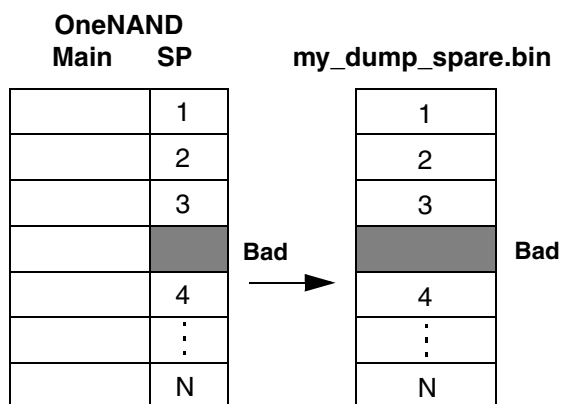 OneNAND
Main SP my_dump_spare.bin
1 1
2 2
3 3
Bad Bad
4 4
N N